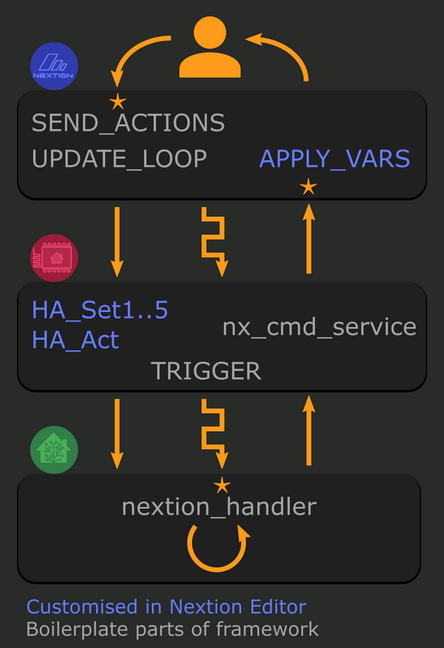 NEXTION
SEND_ACTIONS
UPDATE_LOOP APPLY_VARS
HA_Set1..5
nx_cmd_service
HA_Act
TRIGGER
nextion_handler
Customised in Nextion Editor
Boilerplate parts of framework